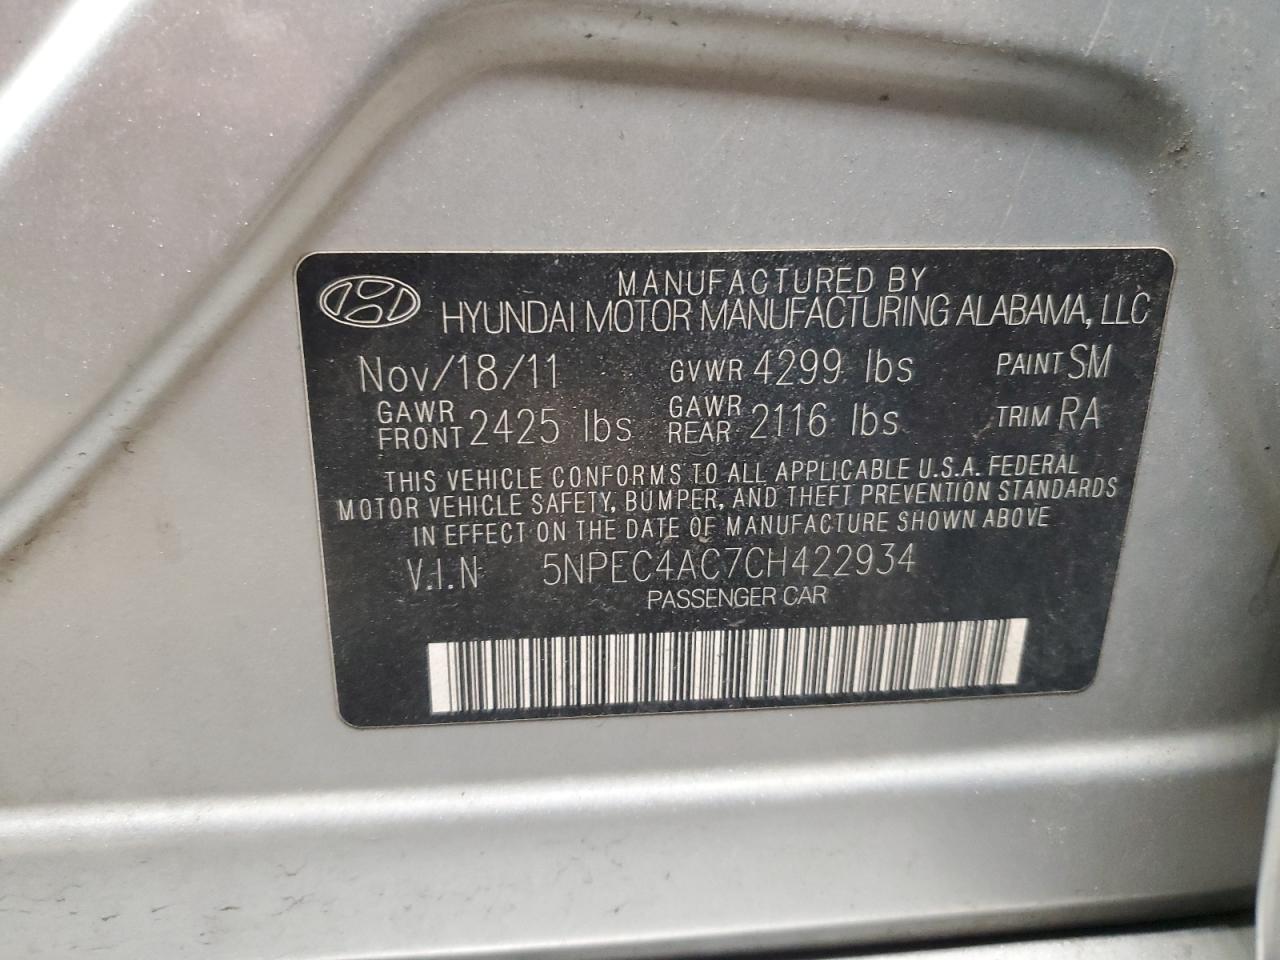 MANUFACTURED BY
HYUNDAI MOTOR MANUFACTURING ALABAMA, LLC
Nov/18/11 GVWR 4299 lbs PAINT SM
GAWR FRONT 2425 lbs GAWR REAR 2116 lbs TRIM RA
THIS VEHICLE CONFORMS TO ALL APPLICABLE U.S.A. FEDERAL
MOTOR VEHICLE SAFETY, BUMPER, AND THEFT PREVENTION STANDARDS
IN EFFECT ON THE DATE OF MANUFACTURE SHOWN ABOVE
V.I.N 5NPEC4AC7CH422934
PASSENGER CAR